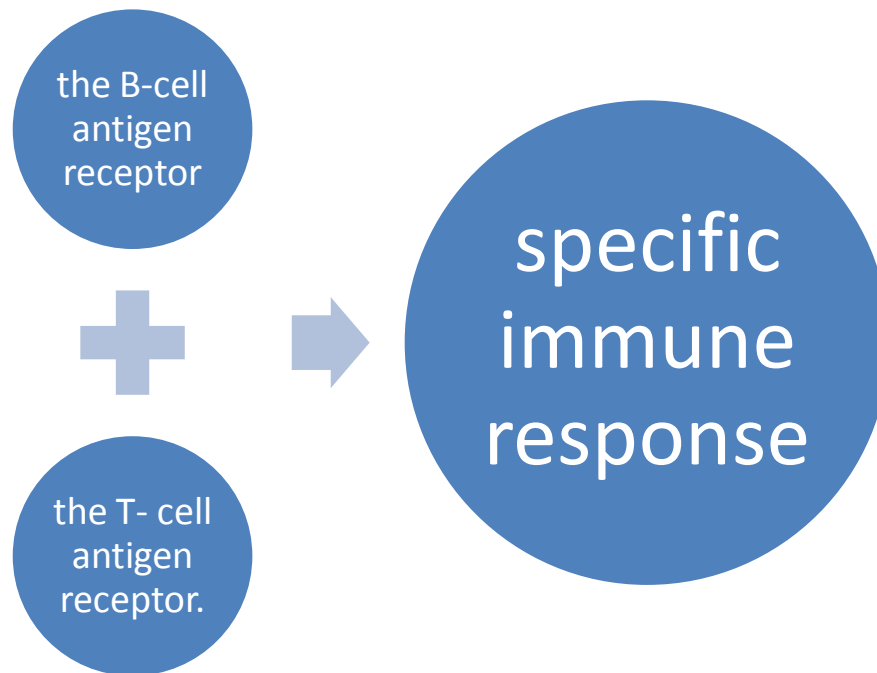 the B-cell
antigen
receptor
the T- cell
antigen
receptor.
specific
immune
response